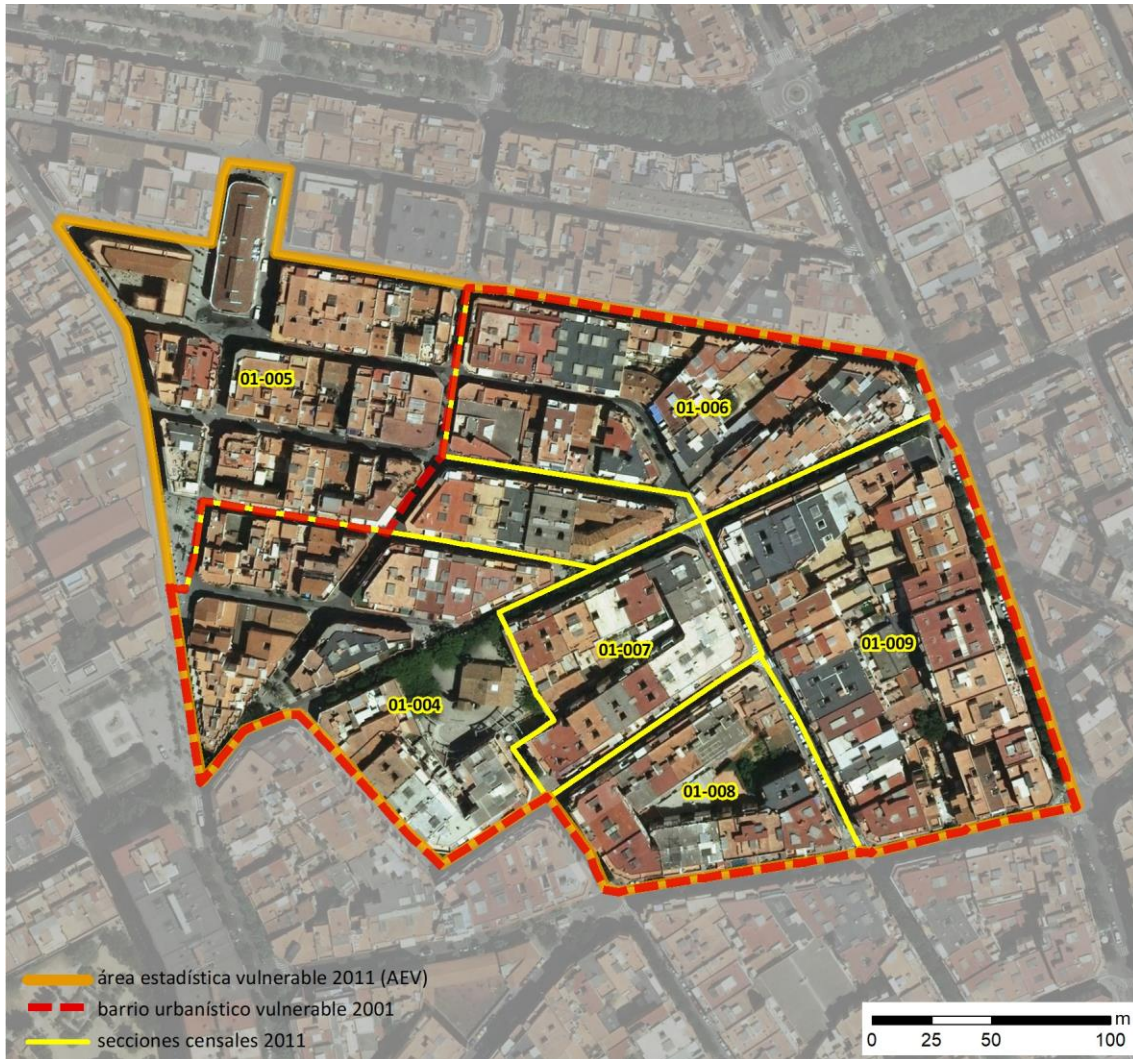 01-005
01-006
01-007
01-009
01-004
01-008
área estadística vulnerable 2011 (AEV)
barrio urbanístico vulnerable 2001
secciones censales 2011
m
0 25 50 100